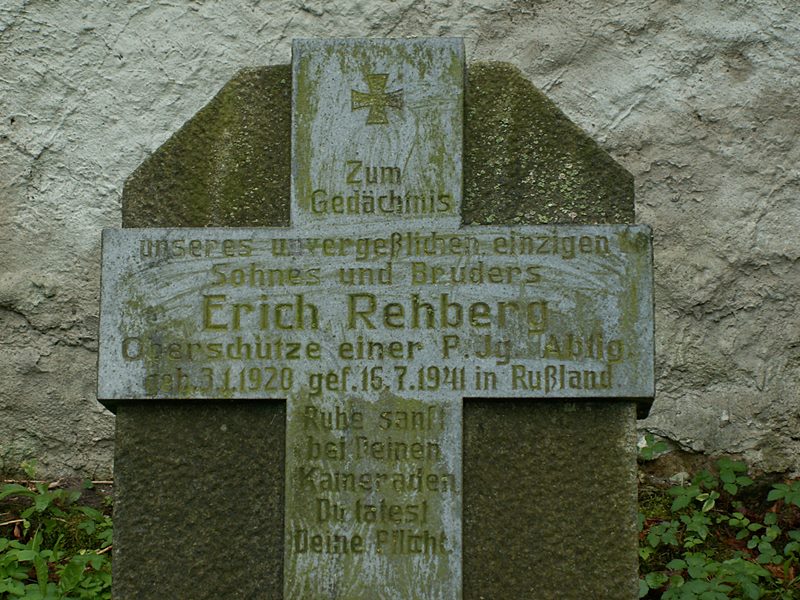 Zum
Gedächtnis
unseres unvergeßlichen einzigen
Sohnes und Bruders
Erich Rehberg
Oberschütze einer P. Jg. Abtlg.
geb. 3.1.1920 gef. 16.7.1941 in Rußland
Ruhe sanft
bei Deinen
Kameraden
Du tatest
Deine Pflicht.